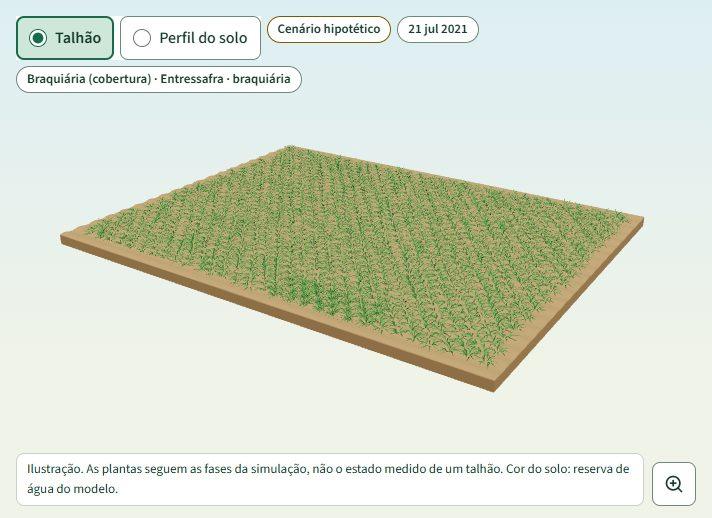 Talhão
Perfil do solo
Cenário hipotético
21 jul 2021
Braquiária (cobertura) · Entressafra · braquiária
Ilustração. As plantas seguem as fases da simulação, não o estado medido de um talhão. Cor do solo: reserva de
água do modelo.